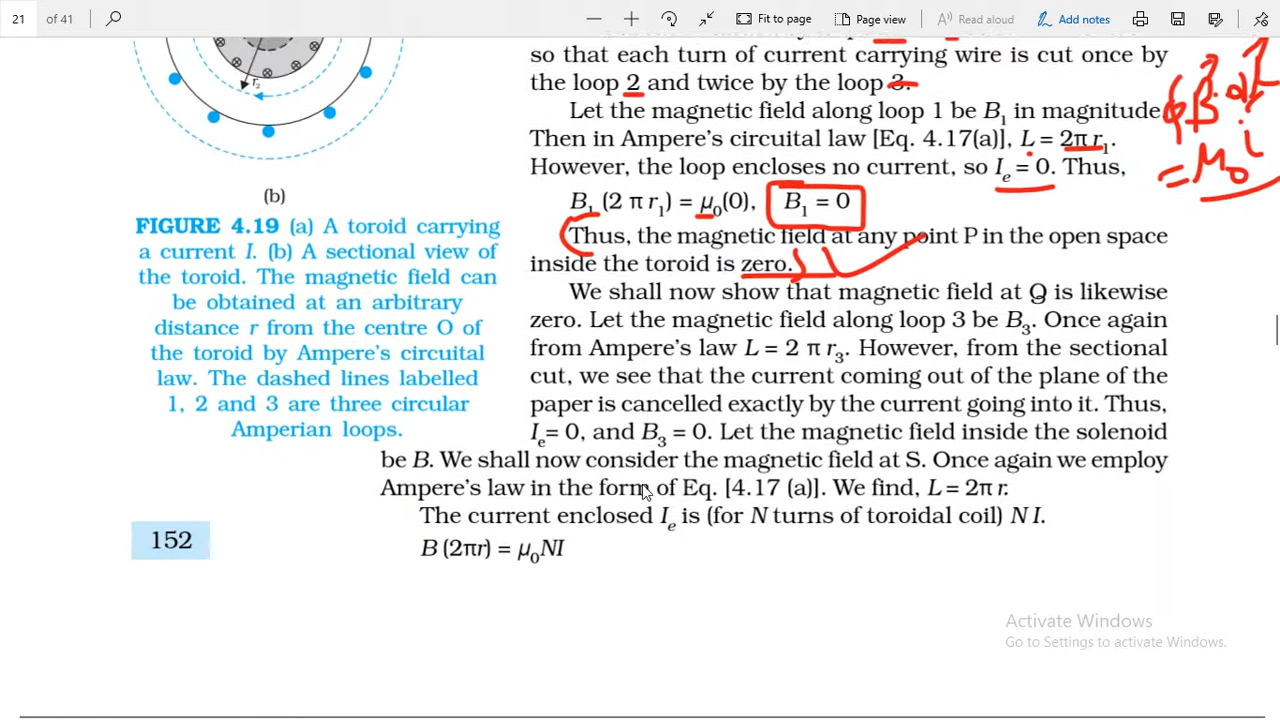 21 of 41
Fit to page
Page view
Read aloud
Add notes
so that each turn of current carrying wire is cut once by
the loop 2 and twice by the loop 3.
Let the magnetic field along loop 1 be B₁ in magnitude.
Then in Ampere's circuital law [Eq. 4.17(a)], L = 2π r₁.
However, the loop encloses no current, so Iₑ = 0. Thus,
B₁ (2 π r₁) = μ₀(0), B₁ = 0
Thus, the magnetic field at any point P in the open space
inside the toroid is zero.
We shall now show that magnetic field at Q is likewise
zero. Let the magnetic field along loop 3 be B₃. Once again
from Ampere's law L = 2 π r₃. However, from the sectional
cut, we see that the current coming out of the plane of the
paper is cancelled exactly by the current going into it. Thus,
Iₑ= 0, and B₃ = 0. Let the magnetic field inside the solenoid
be B. We shall now consider the magnetic field at S. Once again we employ
Ampere's law in the form of Eq. [4.17 (a)]. We find, L = 2π r.
The current enclosed Iₑ is (for N turns of toroidal coil) N I.
B (2πr) = μ₀NI
∮B⃗.dl⃗
= μ₀i
r₂
(b)
FIGURE 4.19 (a) A toroid carrying
a current I. (b) A sectional view of
the toroid. The magnetic field can
be obtained at an arbitrary
distance r from the centre O of
the toroid by Ampere's circuital
law. The dashed lines labelled
1, 2 and 3 are three circular
Amperian loops.
152
Activate Windows
Go to Settings to activate Windows.